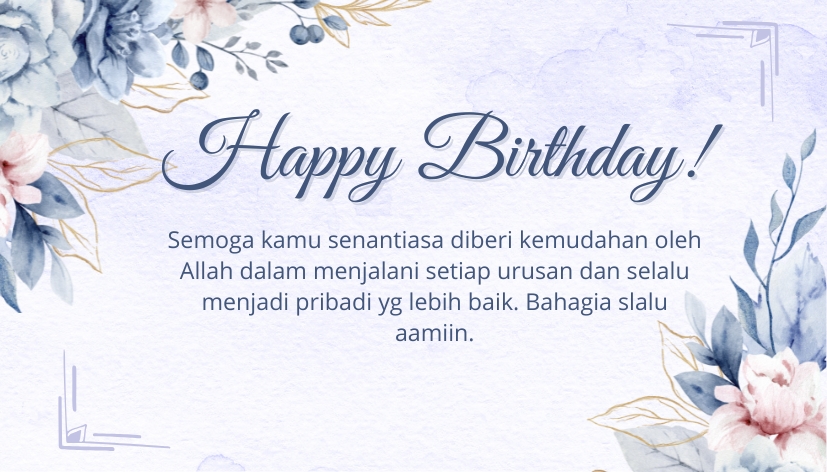 Happy Birthday!
Semoga kamu senantiasa diberi kemudahan oleh
Allah dalam menjalani setiap urusan dan selalu
menjadi pribadi yg lebih baik. Bahagia slalu
aamiin.